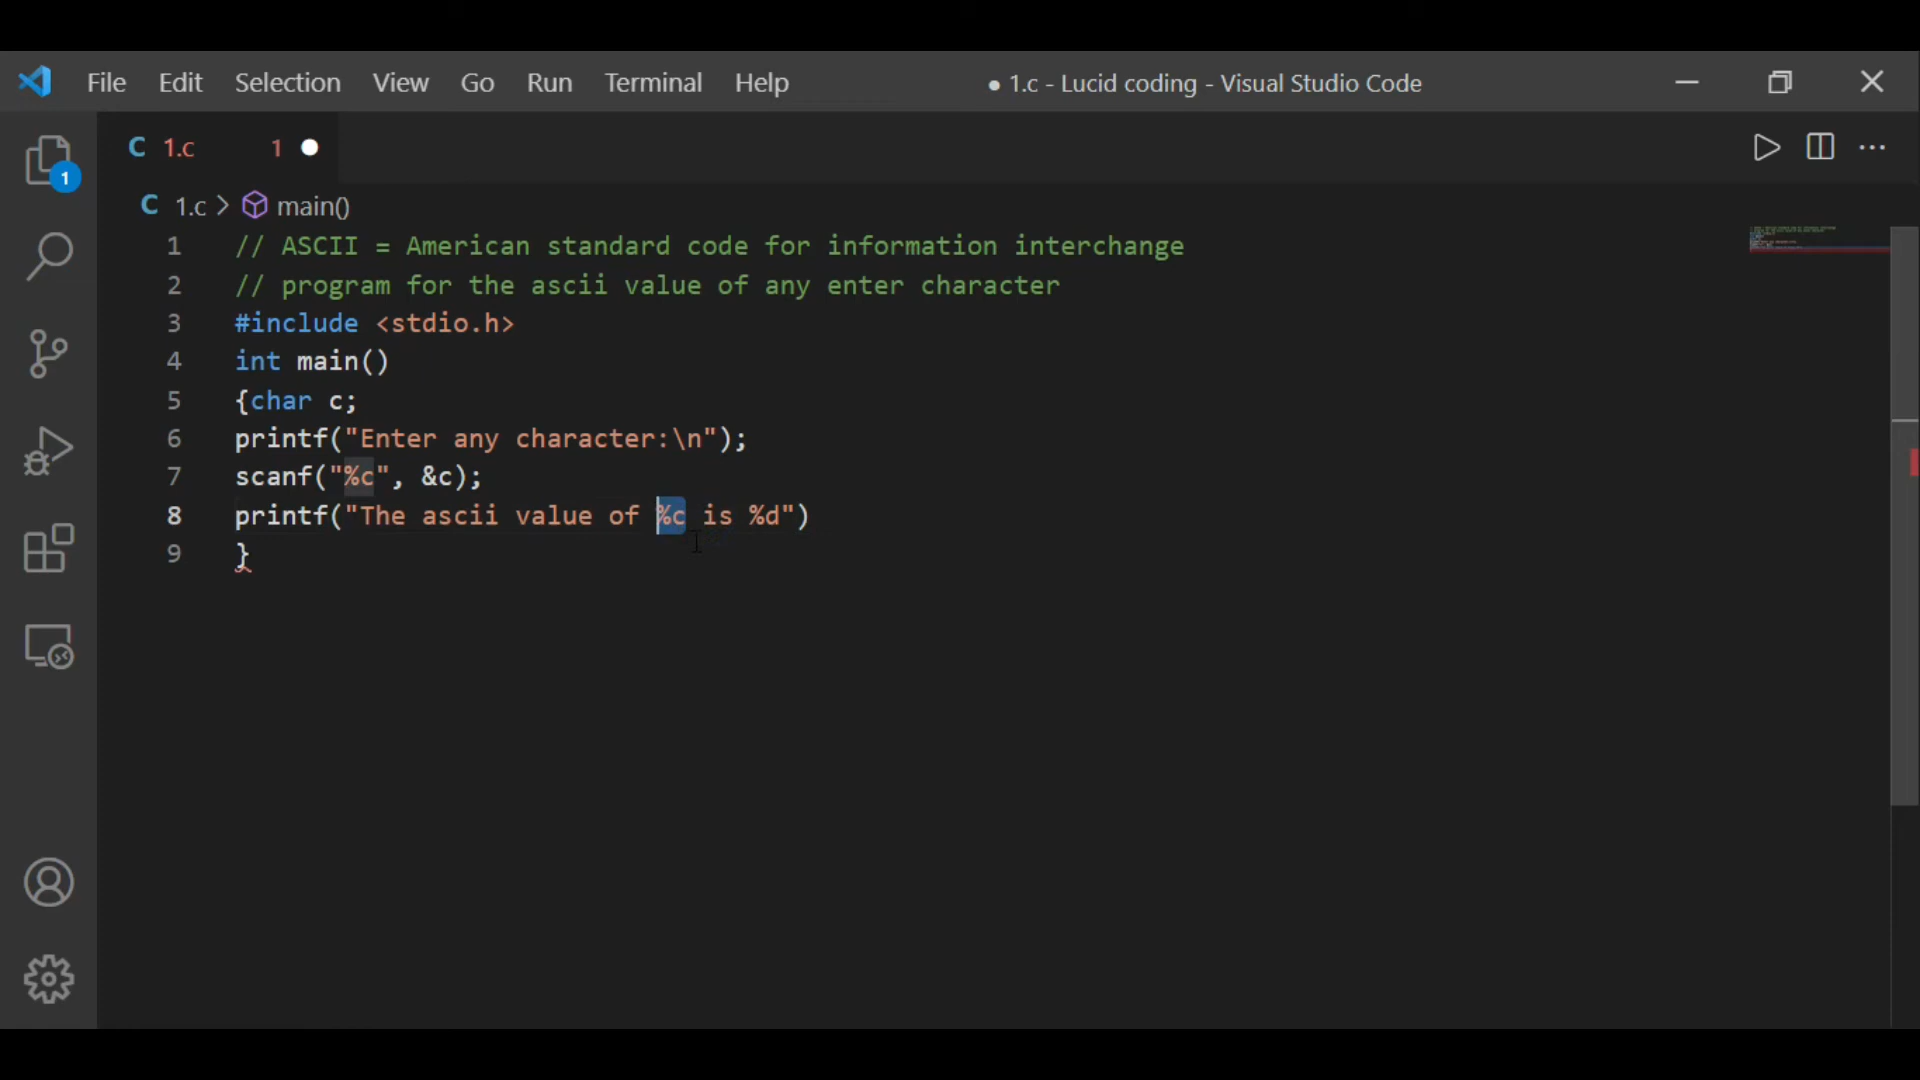 File Edit Selection View Go Run Terminal Help ● 1.c - Lucid coding - Visual Studio Code
C 1.c 1
1
C 1.c > main()
1 // ASCII = American standard code for information interchange
2 // program for the ascii value of any enter character
3 #include <stdio.h>
4 int main()
5 {char c;
6 printf("Enter any character:\n");
7 scanf("%c", &c);
8 printf("The ascii value of %c is %d")
9 }